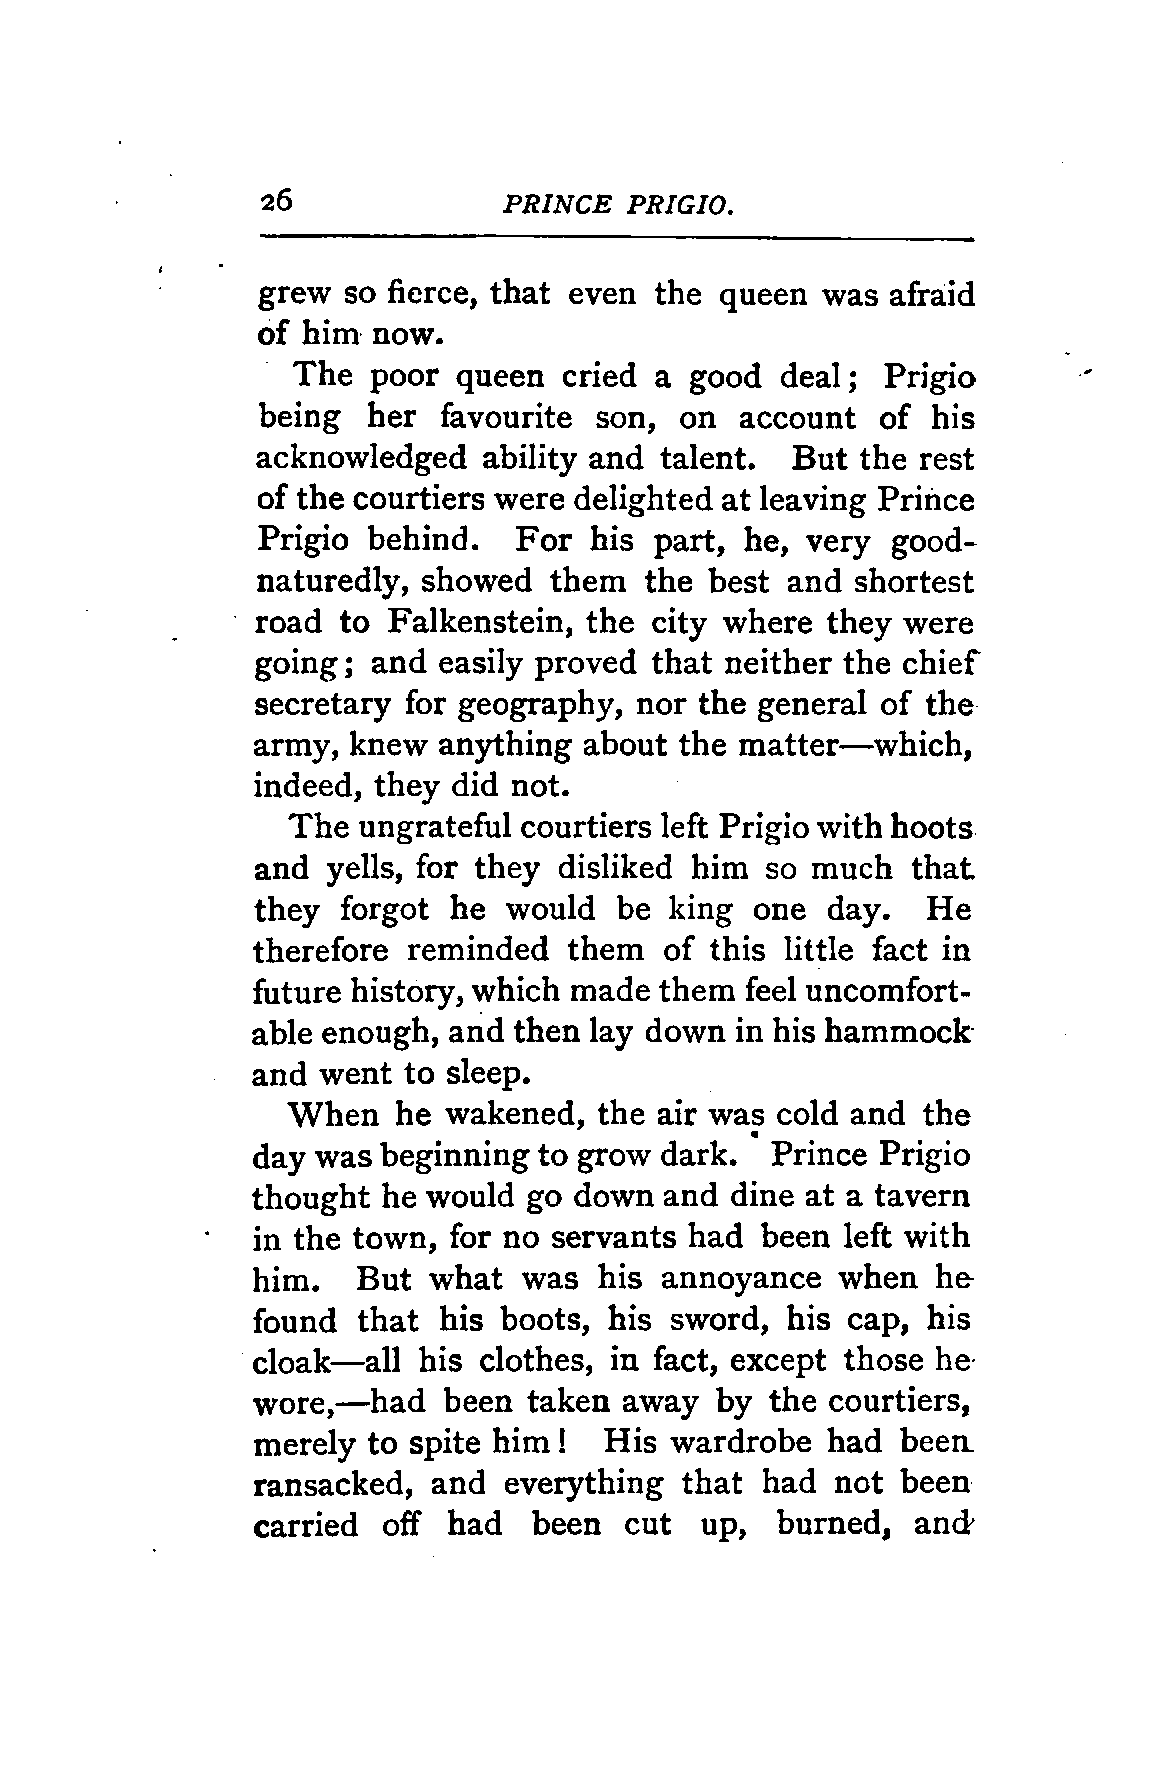 26 PRINCE PRIGIO.
grew so fierce, that even the queen was afraid
of him now.
The poor queen cried a good deal; Prigio
being her favourite son, on account of his
acknowledged ability and talent. But the rest
of the courtiers were delighted at leaving Prince
Prigio behind. For his part, he, very good-
naturedly, showed them the best and shortest
road to Falkenstein, the city where they were
going; and easily proved that neither the chief
secretary for geography, nor the general of the
army, knew anything about the matter—which,
indeed, they did not.
The ungrateful courtiers left Prigio with hoots
and yells, for they disliked him so much that
they forgot he would be king one day. He
therefore reminded them of this little fact in
future history, which made them feel uncomfort-
able enough, and then lay down in his hammock
and went to sleep.
When he wakened, the air was cold and the
day was beginning to grow dark. Prince Prigio
thought he would go down and dine at a tavern
in the town, for no servants had been left with
him. But what was his annoyance when he
found that his boots, his sword, his cap, his
cloak—all his clothes, in fact, except those he
wore,—had been taken away by the courtiers,
merely to spite him! His wardrobe had been
ransacked, and everything that had not been
carried off had been cut up, burned, and